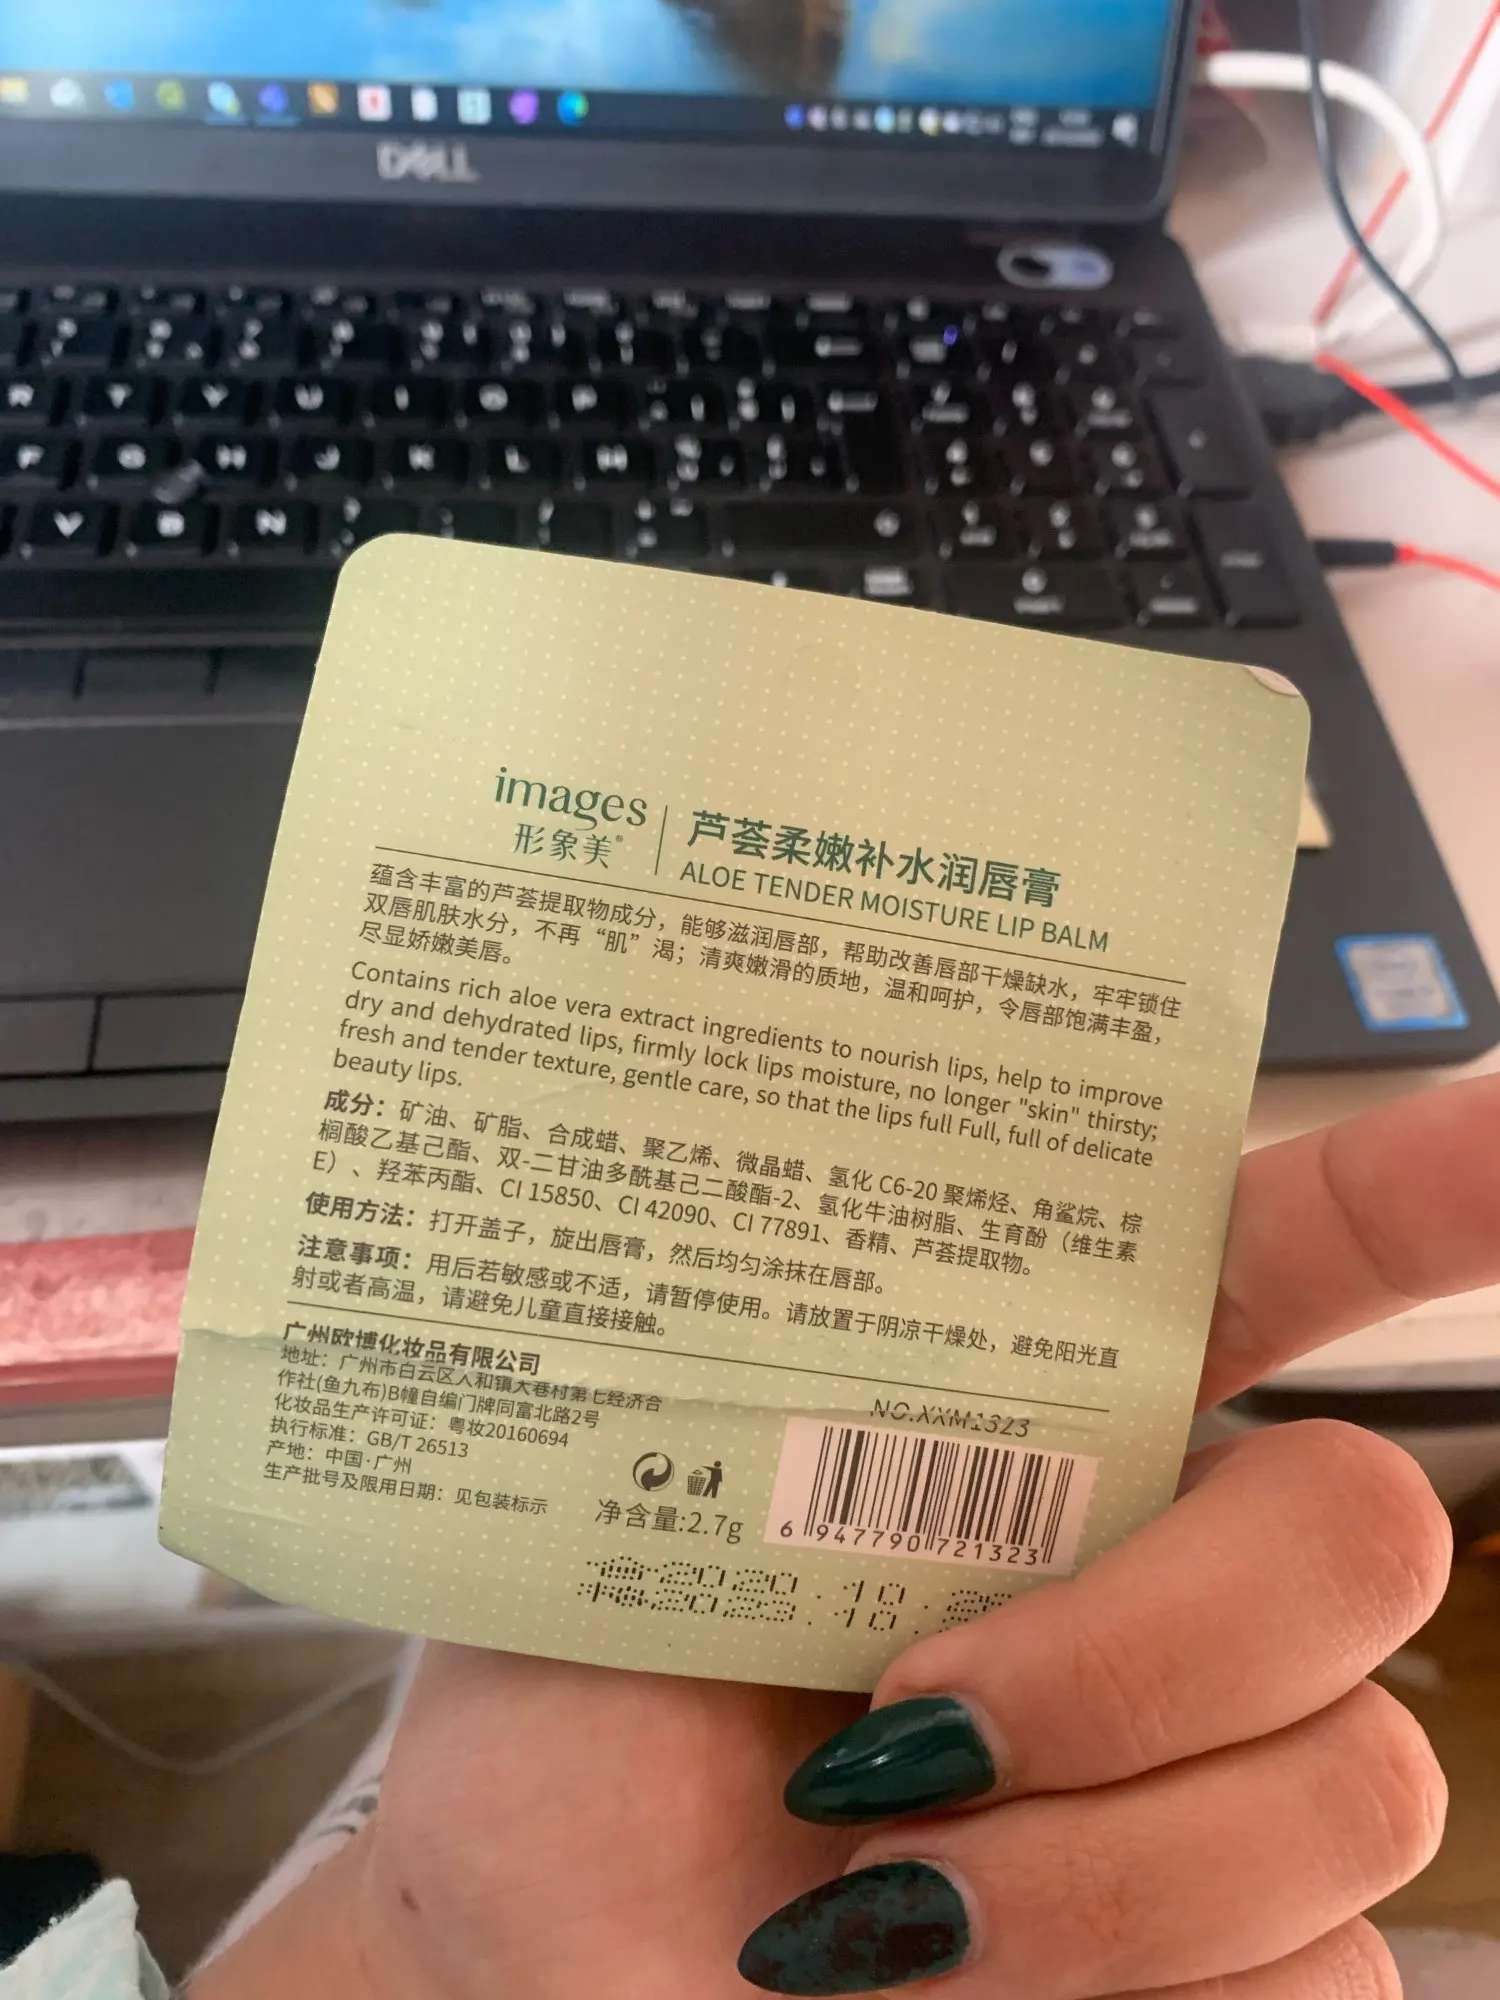 DELL
images
形象美®
芦荟柔嫩补水润唇膏
ALOE TENDER MOISTURE LIP BALM
蕴含丰富的芦荟提取物成分，能够滋润唇部，帮助改善唇部干燥缺水，牢牢锁住
双唇肌肤水分，不再“肌”渴；清爽嫩滑的质地，温和呵护，令唇部饱满丰盈，
尽显娇嫩美唇。
Contains rich aloe vera extract ingredients to nourish lips, help to improve
dry and dehydrated lips, firmly lock lips moisture, no longer "skin" thirsty;
fresh and tender texture, gentle care, so that the lips full Full, full of delicate
beauty lips.
成分：矿油、矿脂、合成蜡、聚乙烯、微晶蜡、氢化 C6-20 聚烯烃、角鲨烷、棕
榈酸乙基己酯、双-二甘油多酰基己二酸酯-2、氢化牛油树脂、生育酚（维生素
E）、羟苯丙酯、CI 15850、CI 42090、CI 77891、香精、芦荟提取物。
使用方法：打开盖子，旋出唇膏，然后均匀涂抹在唇部。
注意事项：用后若敏感或不适，请暂停使用。请放置于阴凉干燥处，避免阳光直
射或者高温，请避免儿童直接接触。
广州欧博化妆品有限公司
地址：广州市白云区人和镇大巷村第七经济合
作社(鱼九布)B幢自编门牌同富北路2号
化妆品生产许可证：粤妆20160694
执行标准：GB/T 26513
产地：中国·广州
生产批号及限用日期：见包装标示
净含量:2.7g
NO.XXM1323
6 947790 721323
2020.10.
2023.10.